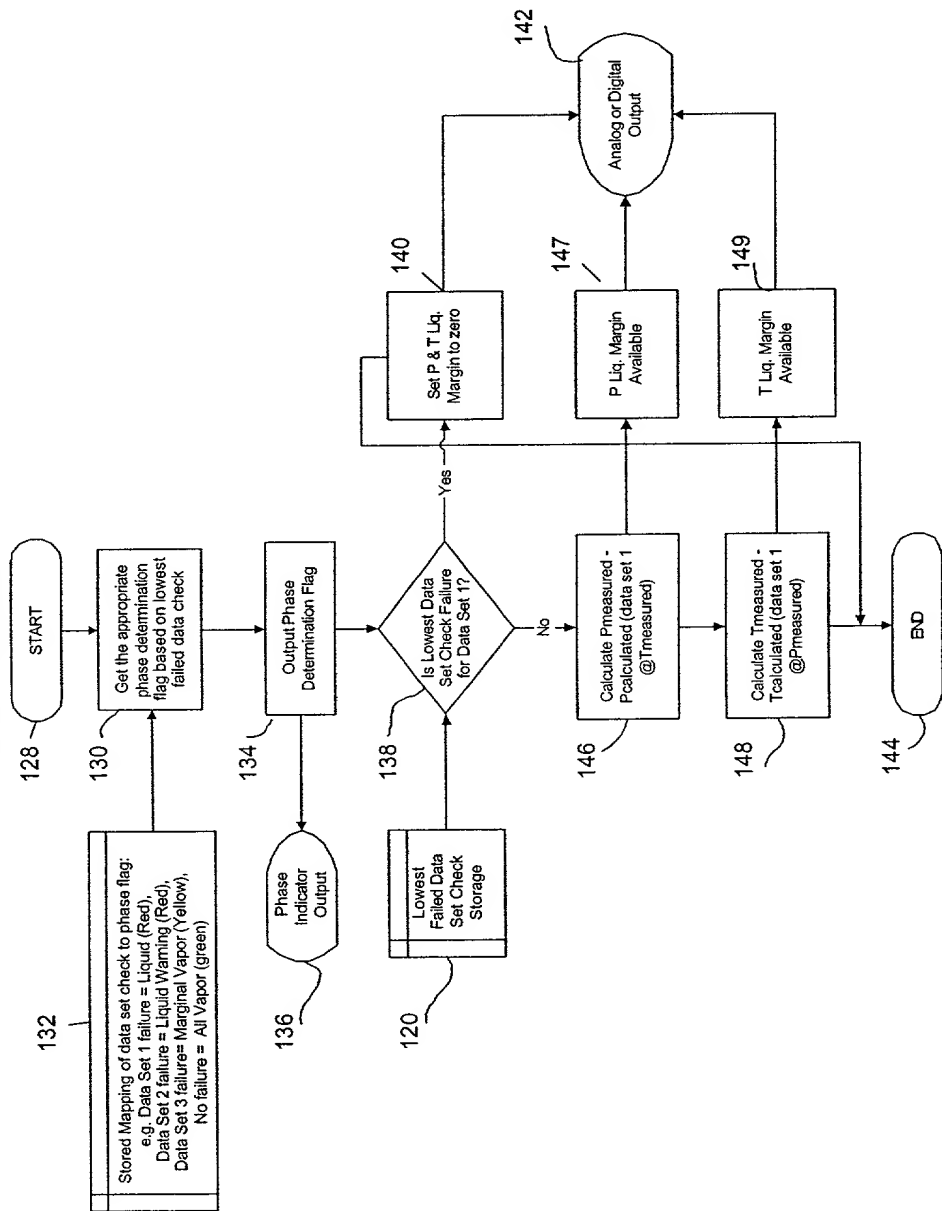 START
128
Get the appropriate
phase determination
flag based on lowest
failed data check
130
Stored Mapping of data set check to phase flag:
e.g. Data Set 1 failure = Liquid (Red),
Data Set 2 failure = Liquid Warning (Red),
Data Set 3 failure= Marginal Vapor (Yellow),
No failure = All Vapor (green)
132
Output Phase
Determination Flag
134
Phase
Indicator
Output
136
Is Lowest Data
Set Check Failure
for Data Set 1?
138
Lowest
Failed Data
Set Check
Storage
120
Yes
Set P & T Liq.
Margin to zero
140
Analog or Digital
Output
142
No
Calculate Pmeasured -
Pcalculated (data set 1
@Tmeasured)
146
P Liq. Margin
Available
147
Calculate Tmeasured -
Tcalculated (data set 1
@Pmeasured)
148
T Liq. Margin
Available
149
END
144